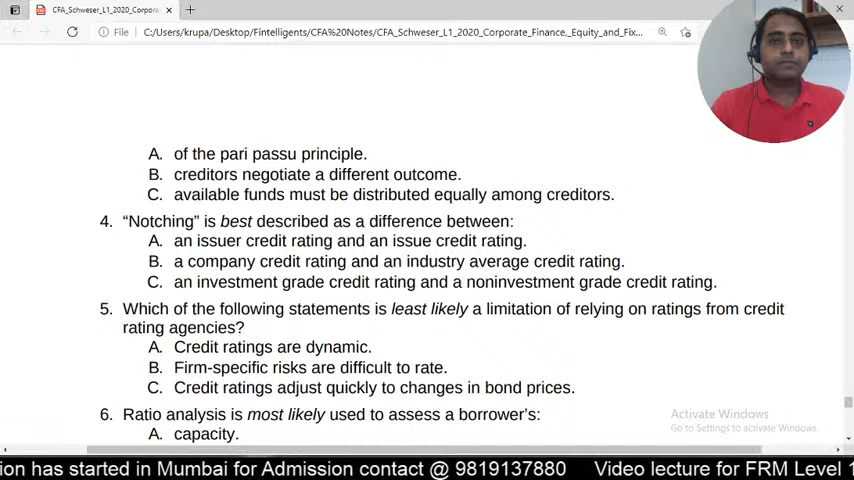 CFA_Schweser_L1_2020_Corpora
File
C:/Users/krupa/Desktop/Fintelligents/CFA%20Notes/CFA_Schweser_L1_2020_Corporate_Finance,_Equity_and_Fix...
A. of the pari passu principle.
B. creditors negotiate a different outcome.
C. available funds must be distributed equally among creditors.
4. “Notching” is best described as a difference between:
A. an issuer credit rating and an issue credit rating.
B. a company credit rating and an industry average credit rating.
C. an investment grade credit rating and a noninvestment grade credit rating.
5. Which of the following statements is least likely a limitation of relying on ratings from credit
rating agencies?
A. Credit ratings are dynamic.
B. Firm-specific risks are difficult to rate.
C. Credit ratings adjust quickly to changes in bond prices.
6. Ratio analysis is most likely used to assess a borrower's:
A. capacity.
Activate Windows
Go to Settings to activate Windows.
ion has started in Mumbai for Admission contact @ 9819137880 Video lecture for FRM Level 1